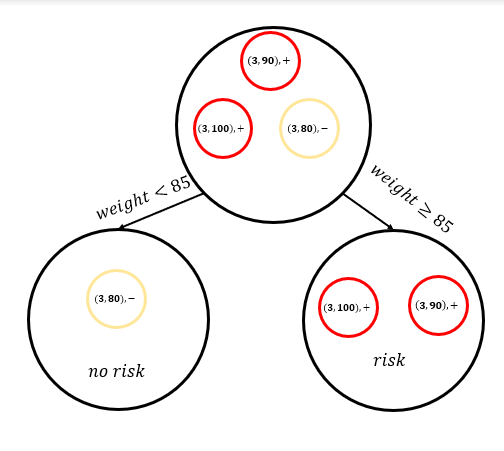 (3, 90), +
(3, 100), +
(3, 80), −
weight < 85
weight ≥ 85
(3, 80), −
no risk
(3, 100), +
(3, 90), +
risk